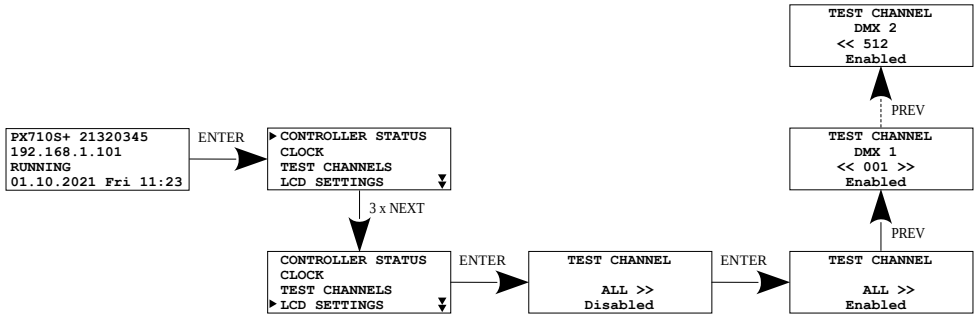 TEST CHANNEL
DMX 2
<< 512
Enabled
PREV
PX710S+ 21320345
192.168.1.101
RUNNING
01.10.2021 Fri 11:23
ENTER
CONTROLLER STATUS
CLOCK
TEST CHANNELS
LCD SETTINGS
TEST CHANNEL
DMX 1
<< 001 >>
Enabled
3 x NEXT
PREV
CONTROLLER STATUS
CLOCK
TEST CHANNELS
LCD SETTINGS
ENTER
TEST CHANNEL
ALL >>
Disabled
ENTER
TEST CHANNEL
ALL >>
Enabled